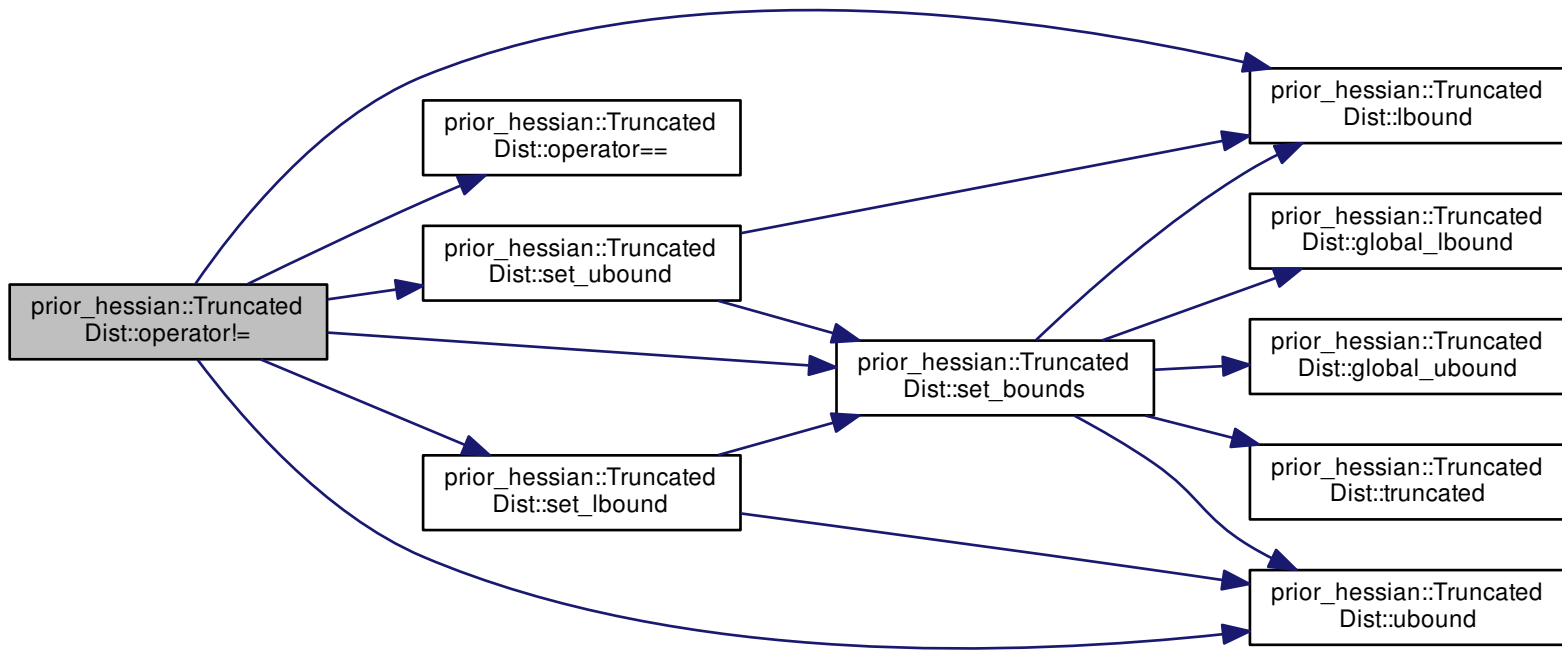 prior_hessian::Truncated
Dist::operator!=
prior_hessian::Truncated
Dist::operator==
prior_hessian::Truncated
Dist::set_ubound
prior_hessian::Truncated
Dist::set_lbound
prior_hessian::Truncated
Dist::set_bounds
prior_hessian::Truncated
Dist::lbound
prior_hessian::Truncated
Dist::global_lbound
prior_hessian::Truncated
Dist::global_ubound
prior_hessian::Truncated
Dist::truncated
prior_hessian::Truncated
Dist::ubound